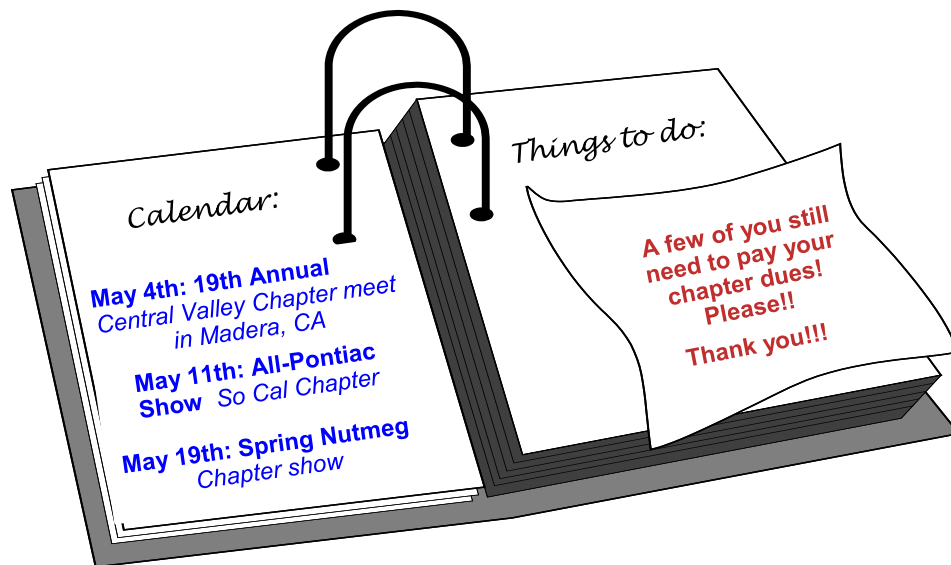 Calendar:
May 4th: 19th Annual
Central Valley Chapter meet
in Madera, CA
May 11th: All-Pontiac
Show So Cal Chapter
May 19th: Spring Nutmeg
Chapter show
Things to do:
A few of you still
need to pay your
chapter dues!
Please!!
Thank you!!!